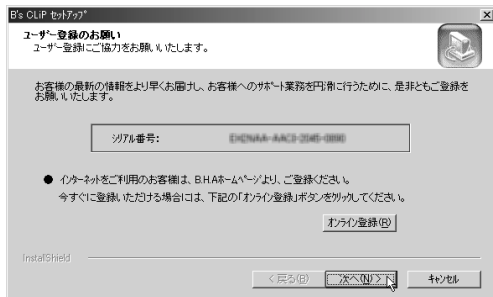 B's CLiP ｾｯﾄｱｯﾌﾟ
ユーザー登録のお願い
ユーザー登録にご協力をお願いいたします。
お客様の最新の情報をより早くお届けし、お客様へのサポート業務を円滑に行うために、是非ともご登録を
お願いいたします。
シリアル番号:
● インターネットをご利用のお客様は、B.H.Aホームページより、ご登録ください。
今すぐに登録いただける場合には、下記の「オンライン登録」ボタンをクリックしてください。
オンライン登録(R)
InstallShield
< 戻る(B) 次へ(N) > キャンセル